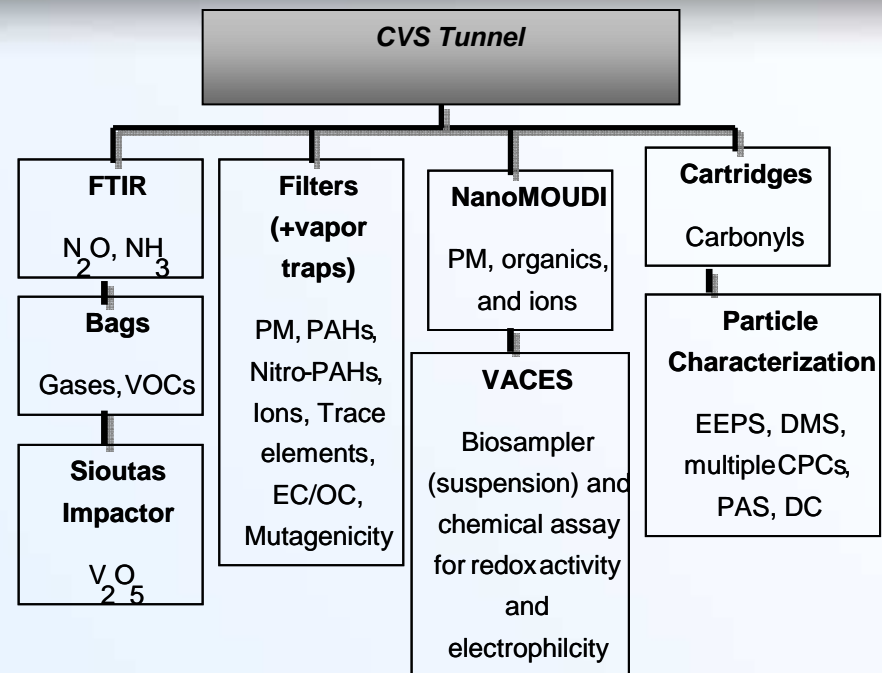 CVS Tunnel
FTIR
N2O, NH3
Bags
Gases, VOCs
Sioutas
Impactor
V2O5
Filters
(+vapor
traps)
PM, PAHs,
Nitro-PAHs,
Ions, Trace
elements,
EC/OC,
Mutagenicity
NanoMOUDI
PM, organics,
and ions
VACES
Biosampler
(suspension) and
chemical assay
for redox activity
and
electrophilcity
Cartridges
Carbonyls
Particle
Characterization
EEPS, DMS,
multiple CPCs,
PAS, DC